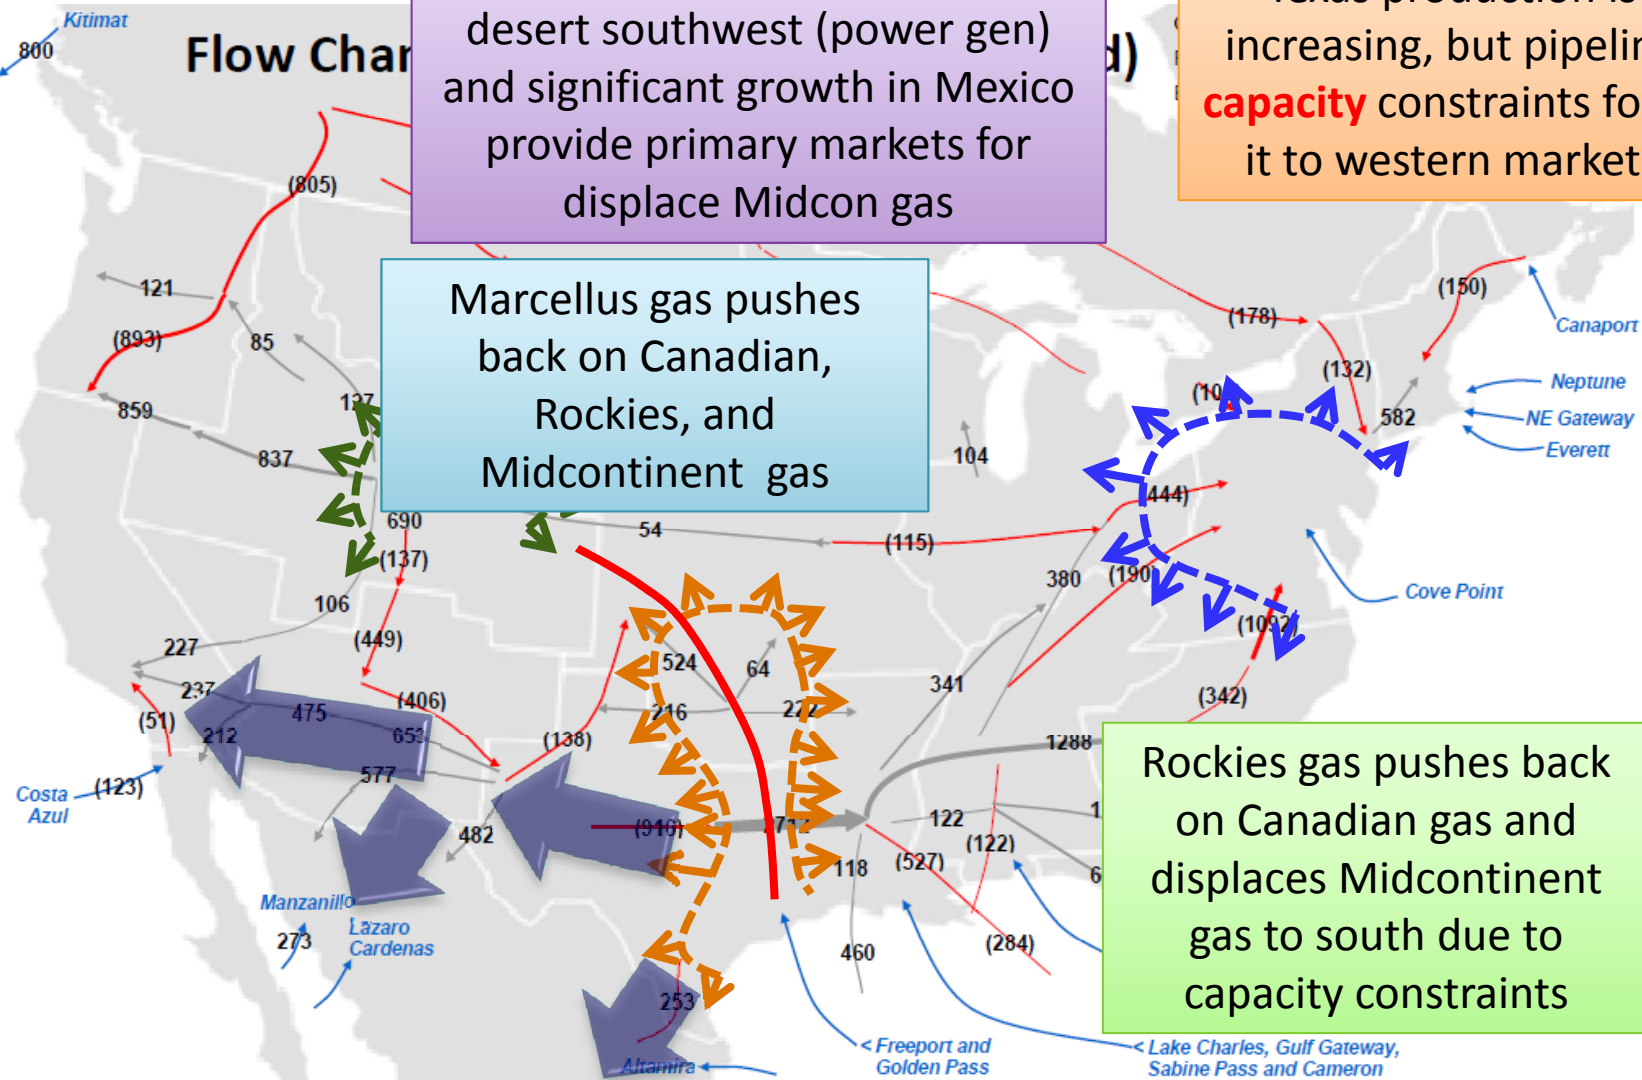 Kitimat
800
Flow Char
d)
desert southwest (power gen)
and significant growth in Mexico
provide primary markets for
displace Midcon gas
Texas production is
increasing, but pipelin
capacity constraints fo
it to western market
(805)
121
(893)
85
859
837
Marcellus gas pushes
back on Canadian,
Rockies, and
Midcontinent gas
(150)
(178)
Canaport
(132)
Neptune
582
NE Gateway
Everett
104
(444)
690
54
(115)
(137)
380
(190)
106
Cove Point
(1092)
(449)
227
524
64
341
237
(406)
216
222
(342)
(51)
475
212
653
(138)
1288
577
Costa
Azul
(123)
482
(916)
122
(122)
118
(527)
Rockies gas pushes back
on Canadian gas and
displaces Midcontinent
gas to south due to
capacity constraints
Manzanillo
Lazaro
Cardenas
273
460
(284)
253
Altamira
< Freeport and
Golden Pass
< Lake Charles, Gulf Gateway,
Sabine Pass and Cameron